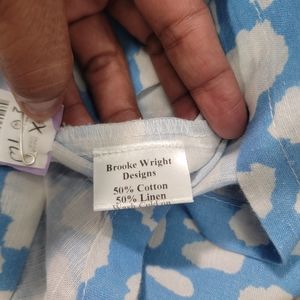 Brooke Wright
Designs
50% Cotton
50% Linen